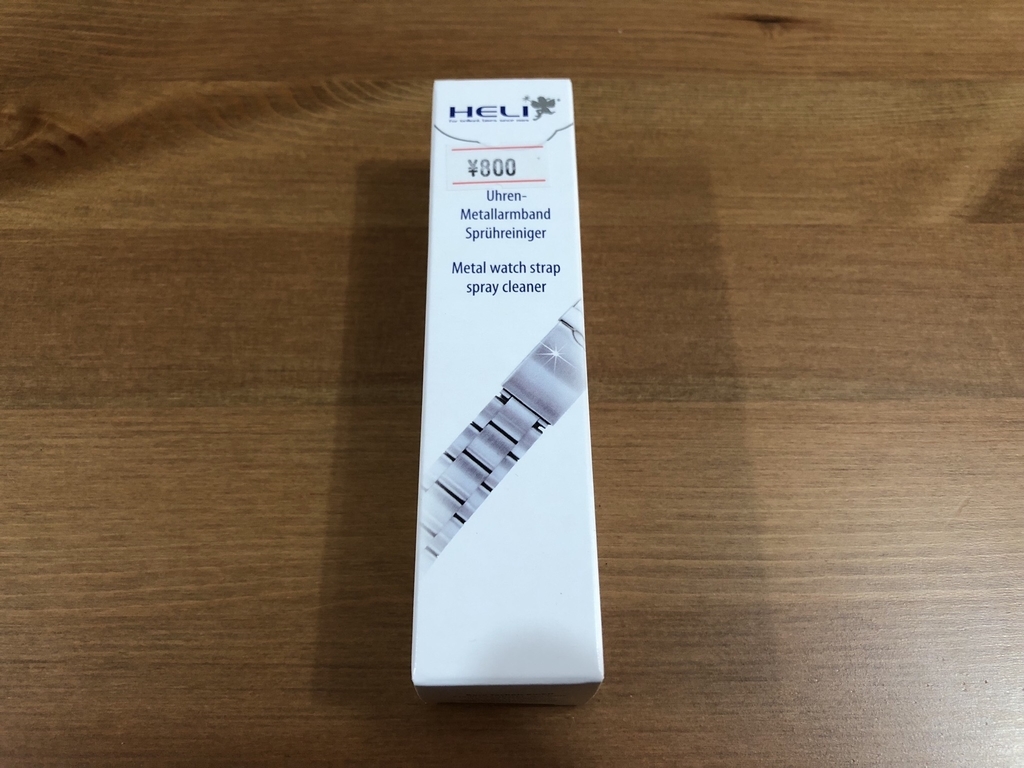 HELI
¥800
Uhren-
Metallarmband
Sprühreiniger
Metal watch strap
spray cleaner